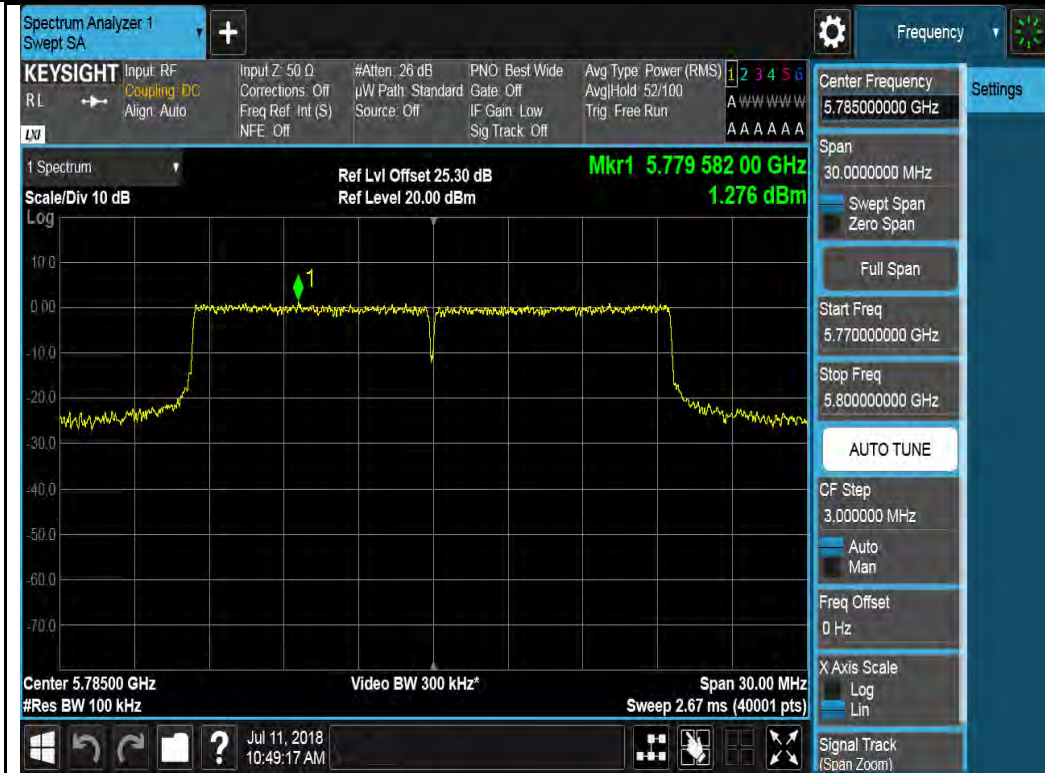 Spectrum Analyzer 1
Swept SA
+
Frequency
KEYSIGHT
RL
LXI
Input: RF
Coupling: DC
Align: Auto
Input Z: 50 Ω
Corrections: Off
Freq Ref: Int (S)
NFE: Off
#Atten: 26 dB
µW Path: Standard
Source: Off
PNO: Best Wide
Gate: Off
IF Gain: Low
Sig Track: Off
Avg Type: Power (RMS)
Avg|Hold: 52/100
Trig: Free Run
1 2 3 4 5 6
A W W W W W
A A A A A A
1 Spectrum
Scale/Div 10 dB
Log
Ref Lvl Offset 25.30 dB
Ref Level 20.00 dBm
Mkr1 5.779 582 00 GHz
1.276 dBm
10.0
1
0.00
-10.0
-20.0
-30.0
-40.0
-50.0
-60.0
-70.0
Center 5.78500 GHz
#Res BW 100 kHz
Video BW 300 kHz*
Span 30.00 MHz
Sweep 2.67 ms (40001 pts)
?
Jul 11, 2018
10:49:17 AM
Center Frequency
5.785000000 GHz
Settings
Span
30.0000000 MHz
Swept Span
Zero Span
Full Span
Start Freq
5.770000000 GHz
Stop Freq
5.800000000 GHz
AUTO TUNE
CF Step
3.000000 MHz
Auto
Man
Freq Offset
0 Hz
X Axis Scale
Log
Lin
Signal Track
(Span Zoom)